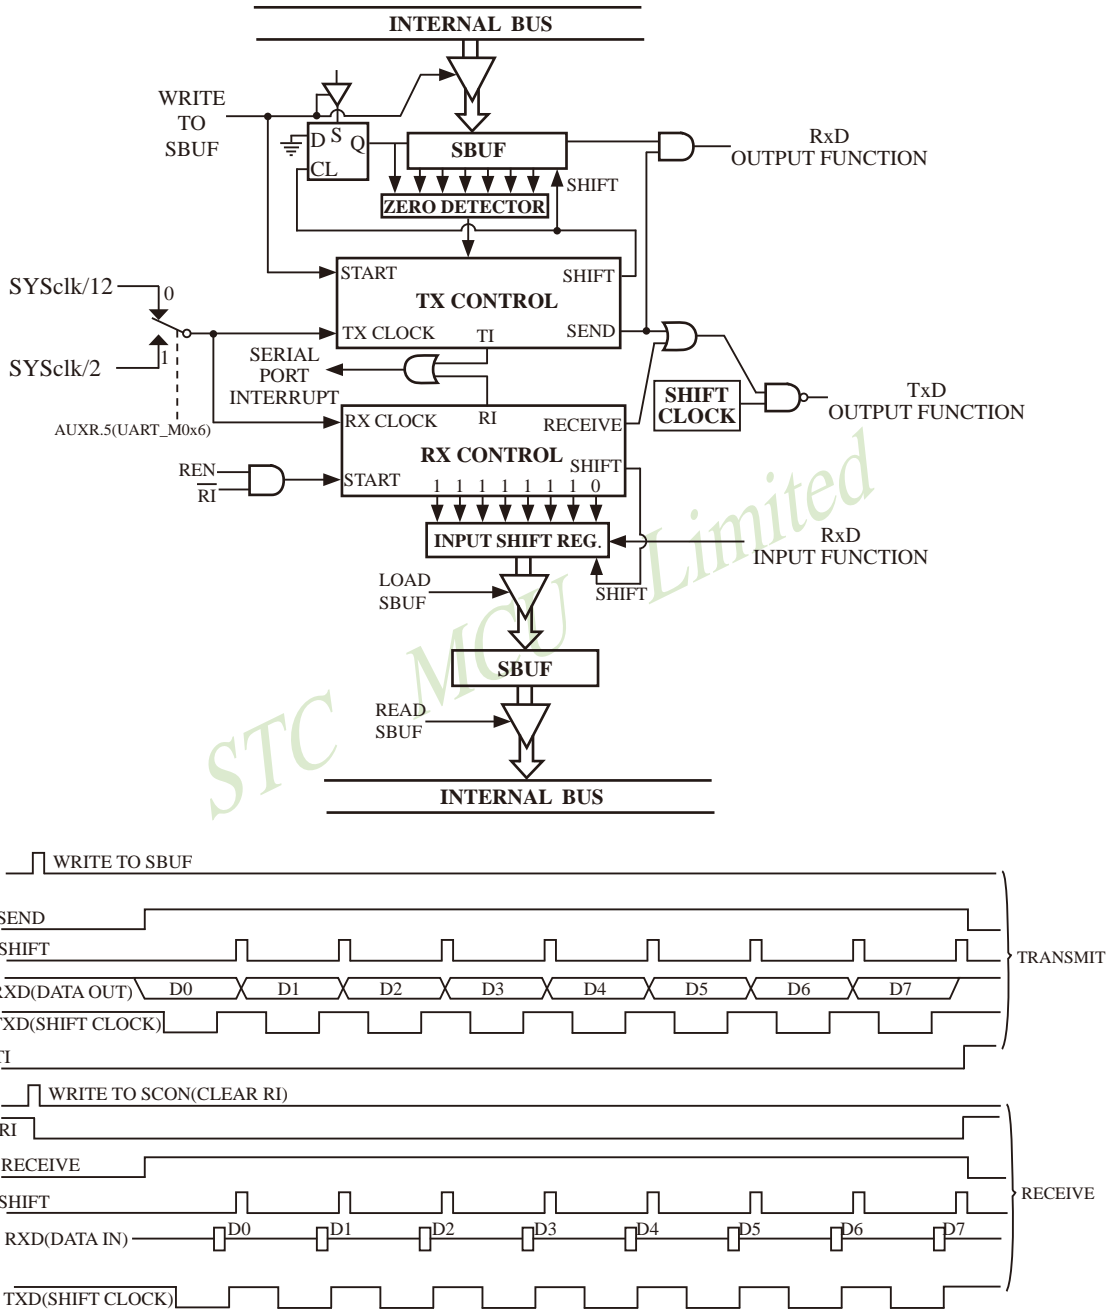 INTERNAL BUS
WRITE
TO
SBUF
D S Q
CL
SBUF
RxD
OUTPUT FUNCTION
SHIFT
ZERO DETECTOR
START
SHIFT
TX CONTROL
SYSclk/12
0
TX CLOCK
TI
SEND
SYSclk/2
1
SERIAL
PORT
INTERRUPT
SHIFT
CLOCK
TxD
OUTPUT FUNCTION
AUXR.5(UART_M0x6)
RX CLOCK
RI
RECEIVE
RX CONTROL
SHIFT
REN
RI
START
1 1 1 1 1 1 1 0
INPUT SHIFT REG.
RxD
INPUT FUNCTION
LOAD
SBUF
SHIFT
SBUF
READ
SBUF
INTERNAL BUS
STC MCU Limited
WRITE TO SBUF
SEND
SHIFT
RXD(DATA OUT) D0 D1 D2 D3 D4 D5 D6 D7
TXD(SHIFT CLOCK)
TI
TRANSMIT
WRITE TO SCON(CLEAR RI)
RI
RECEIVE
SHIFT
RXD(DATA IN) D0 D1 D2 D3 D4 D5 D6 D7
TXD(SHIFT CLOCK)
RECEIVE